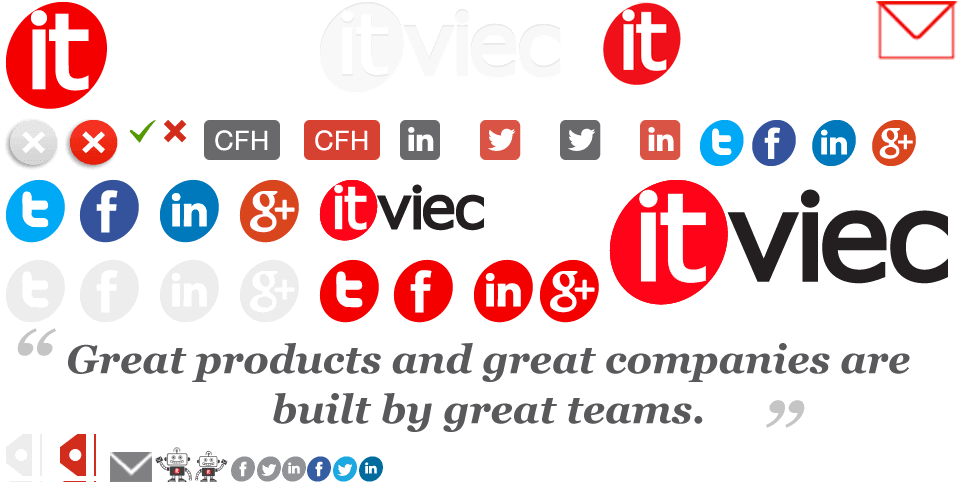 it
itviec
it
CFH
CFH
in
in
t
f
in
g+
t
f
in
g+
itviec
itviec
t
f
in
g+
t
f
in
g+
“Great products and great companies are
built by great teams.”
f
in
f
in